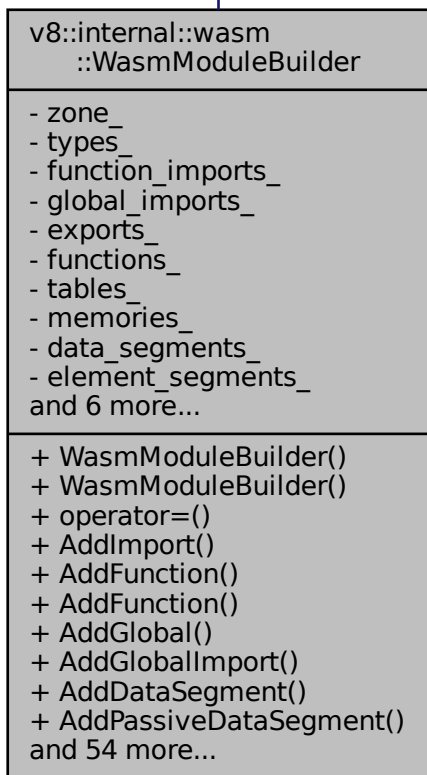 v8::internal::wasm
::WasmModuleBuilder
- zone_
- types_
- function_imports_
- global_imports_
- exports_
- functions_
- tables_
- memories_
- data_segments_
- element_segments_
and 6 more...
+ WasmModuleBuilder()
+ WasmModuleBuilder()
+ operator=()
+ AddImport()
+ AddFunction()
+ AddFunction()
+ AddGlobal()
+ AddGlobalImport()
+ AddDataSegment()
+ AddPassiveDataSegment()
and 54 more...